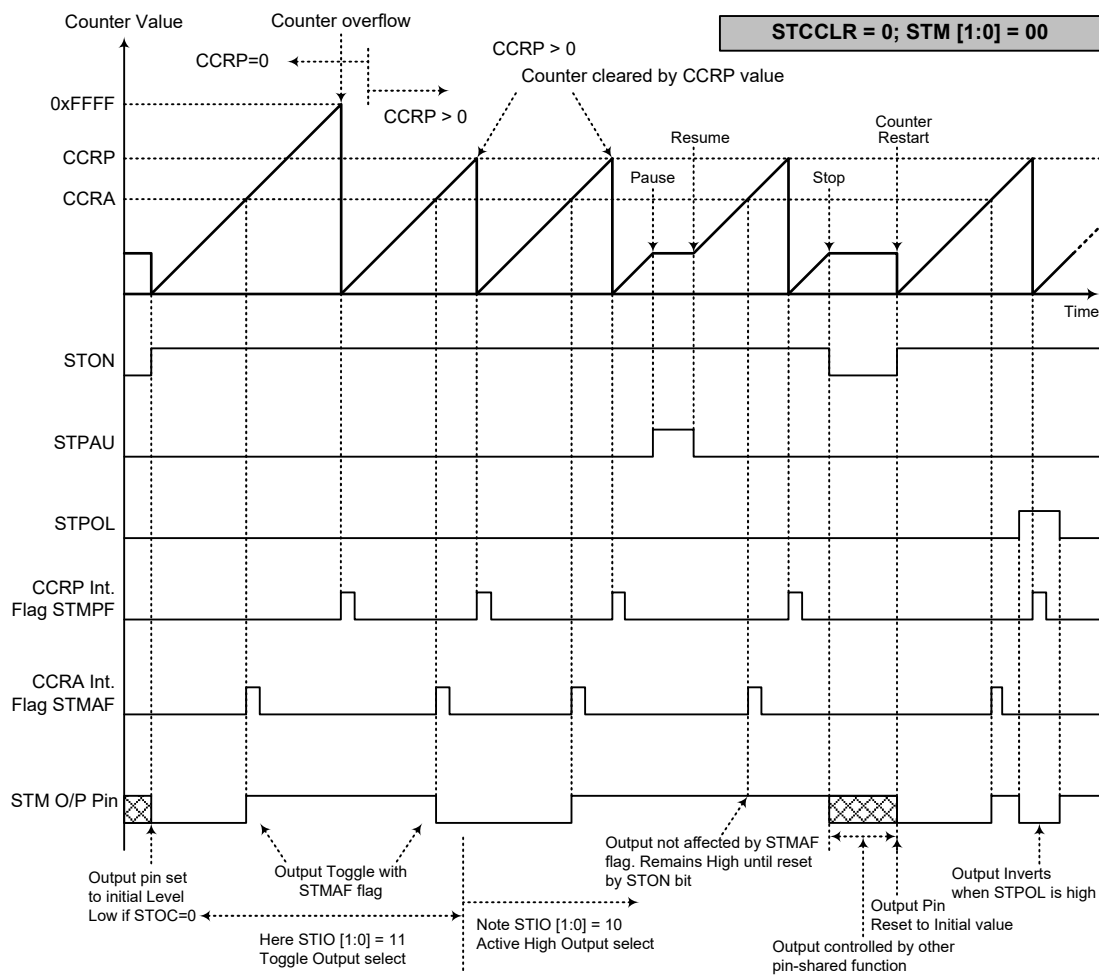 Counter Value
Counter overflow
STCCLR = 0; STM [1:0] = 00
CCRP=0
CCRP > 0
CCRP > 0
Counter cleared by CCRP value
0xFFFF
CCRP
CCRA
Pause
Resume
Stop
Counter
Restart
Time
STON
STPAU
STPOL
CCRP Int.
Flag STMPF
CCRA Int.
Flag STMAF
STM O/P Pin
Output pin set
to initial Level
Low if STOC=0
Output Toggle with
STMAF flag
Here STIO [1:0] = 11
Toggle Output select
Note STIO [1:0] = 10
Active High Output select
Output not affected by STMAF
flag. Remains High until reset
by STON bit
Output controlled by other
pin-shared function
Output Pin
Reset to Initial value
Output Inverts
when STPOL is high